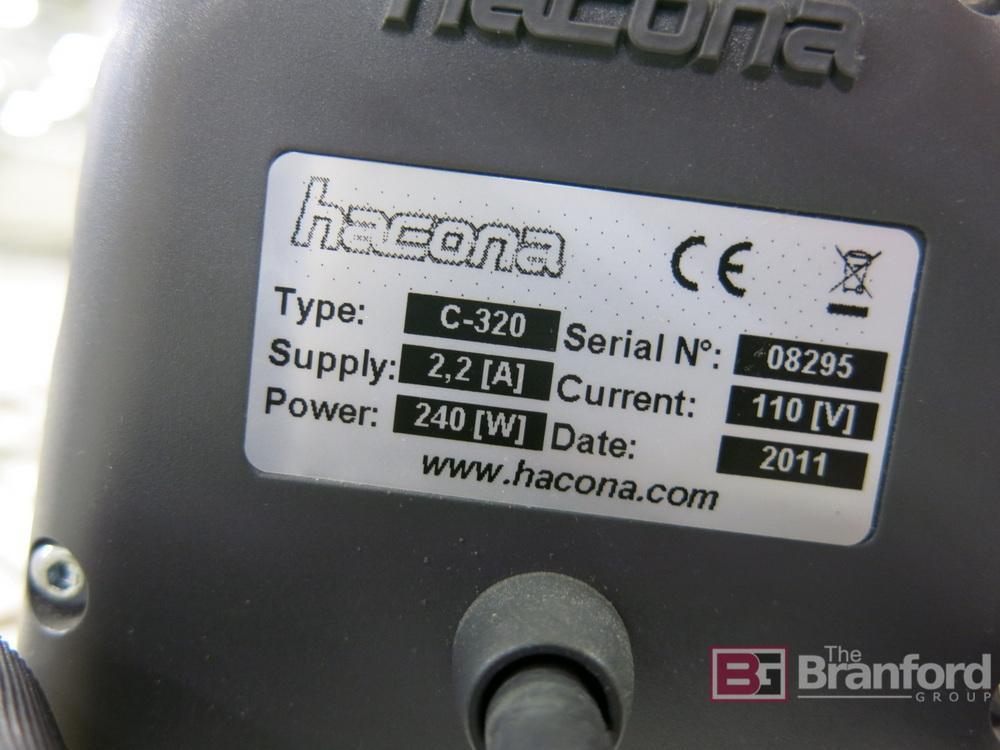 hacona
hacona CE
Type: C-320 Serial N°: 08295
Supply: 2,2 [A] Current: 110 [V]
Power: 240 [W] Date: 2011
www.hacona.com
BG The Branford GROUP